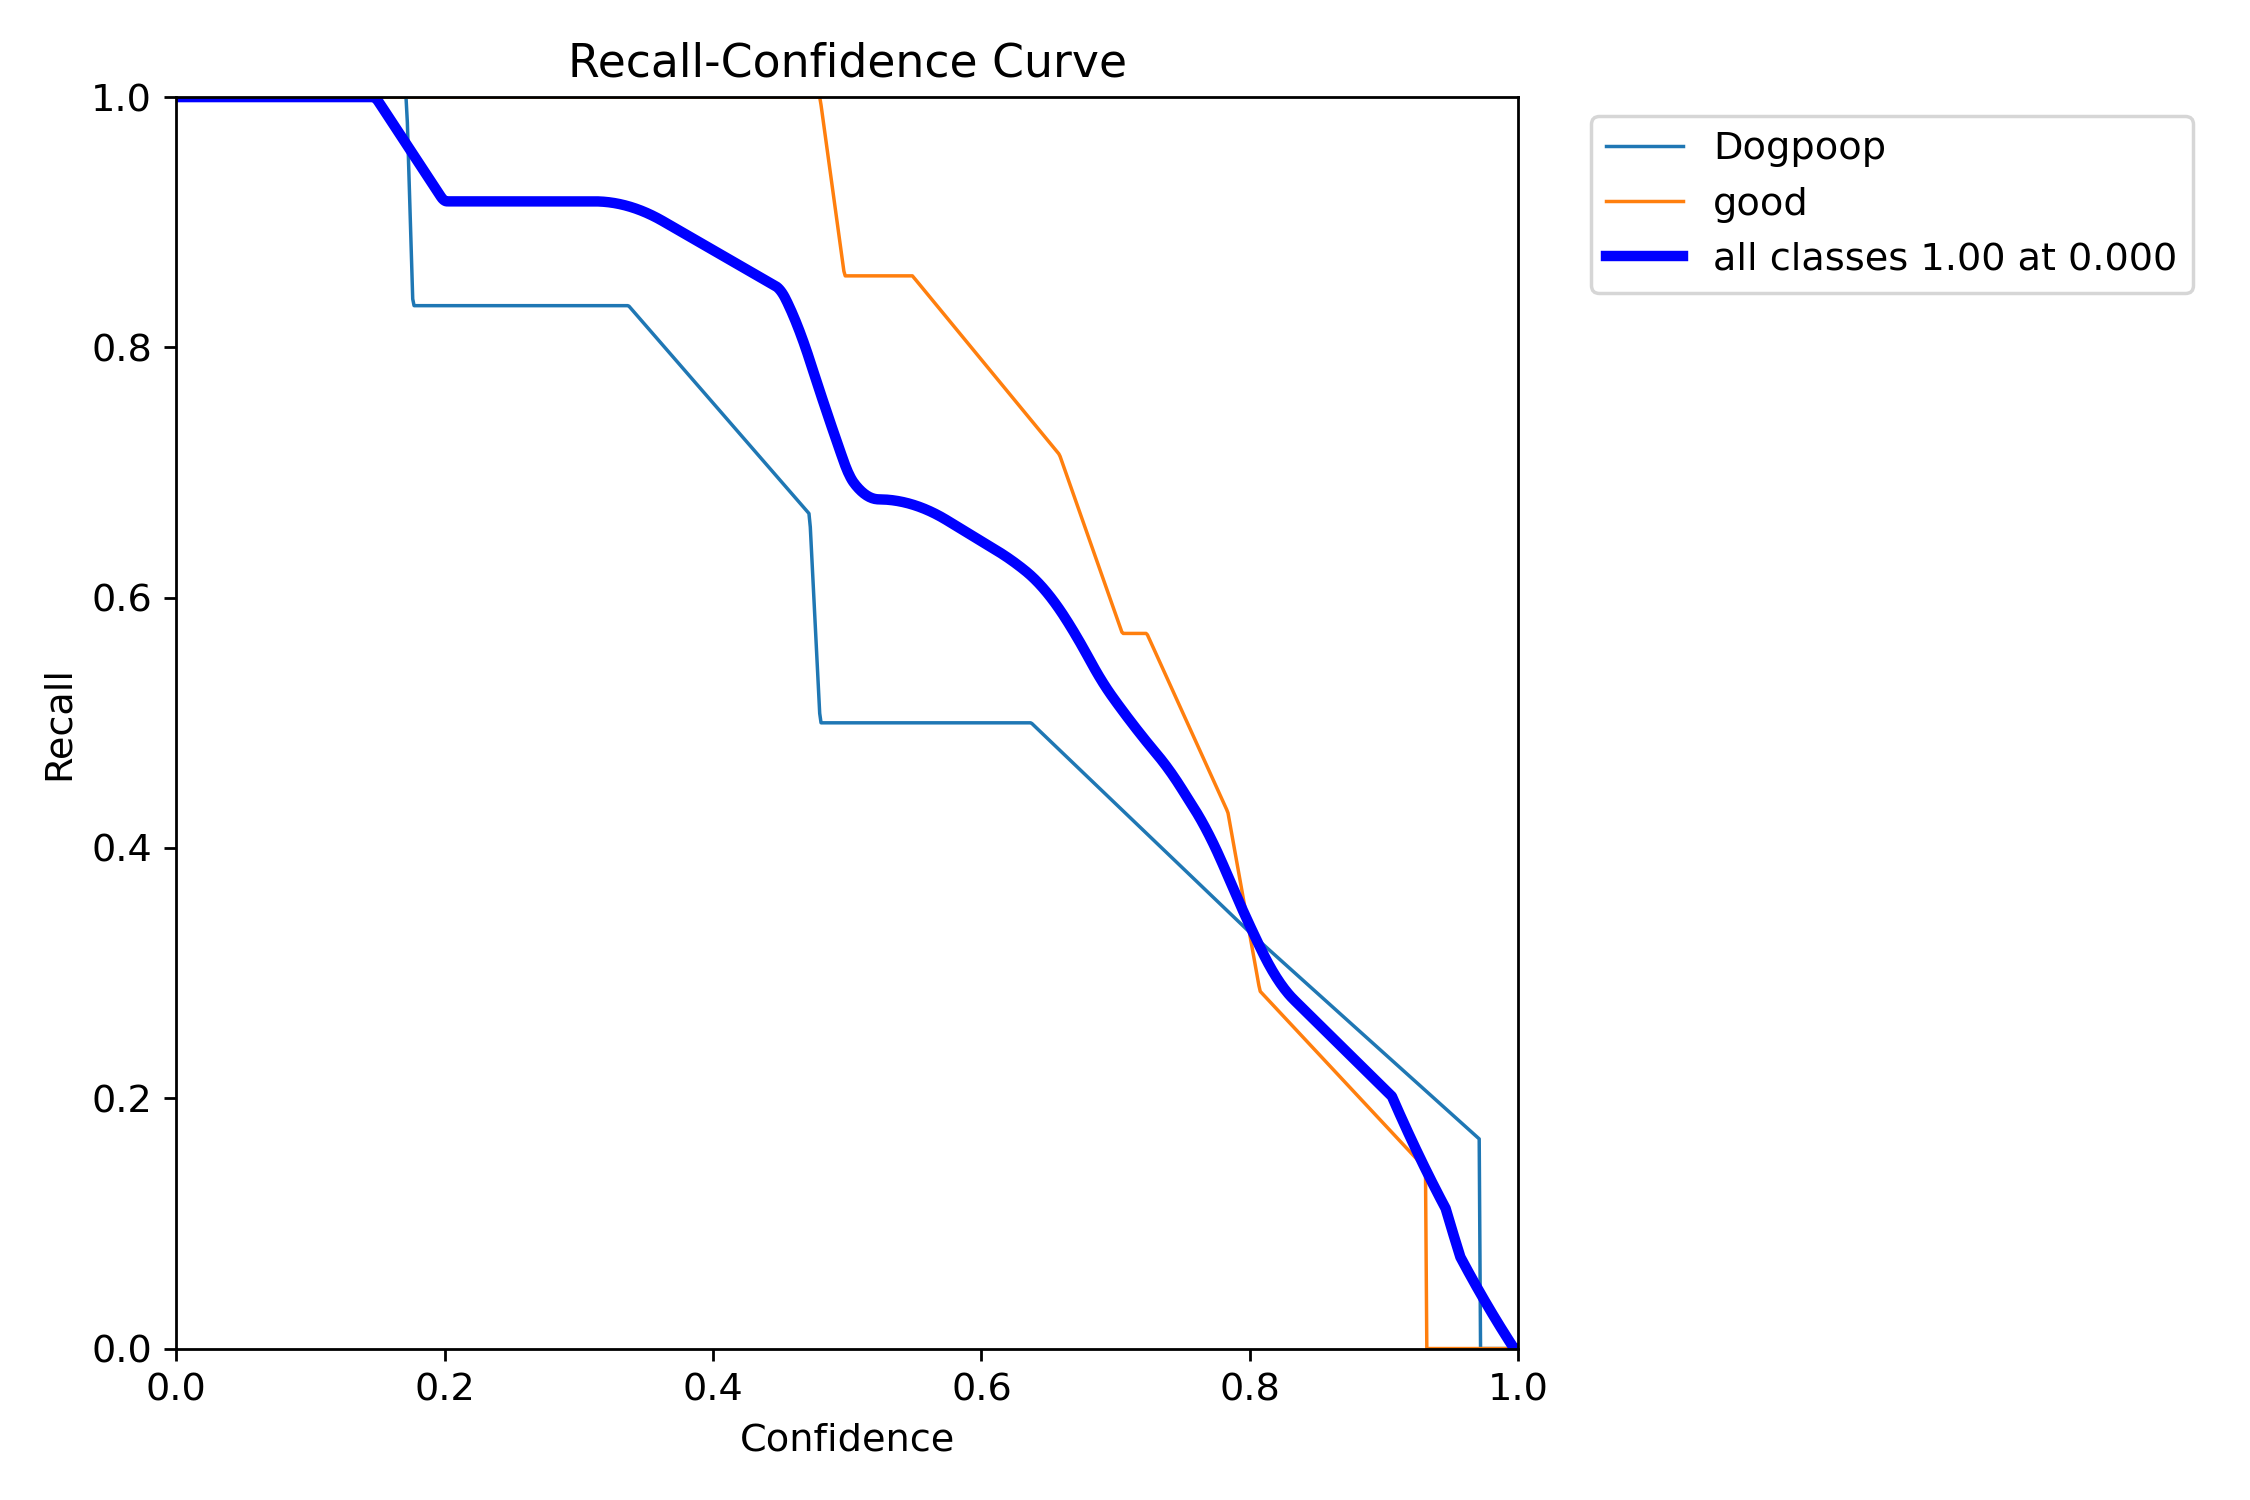 Recall-Confidence Curve
1.0
0.8
0.6
0.4
0.2
0.0
Recall
0.0 0.2 0.4 0.6 0.8 1.0
Confidence
Dogpoop
good
all classes 1.00 at 0.000